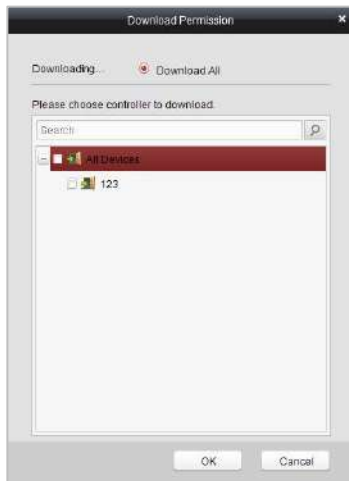 Download Permission
Downloading... Download All
Please choose controller to download.
Search
All Devices
123
OK Cancel